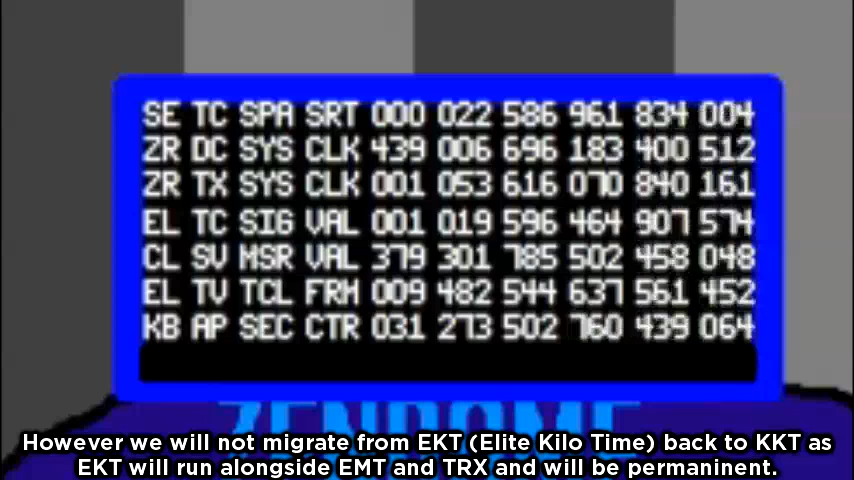 SE TC SPA SRT 000 022 586 961 834 004
ZR DC SYS CLK 439 006 696 183 400 512
ZR TX SYS CLK 001 053 616 070 840 161
EL TC SIG VAL 001 019 596 464 907 574
CL SV MSR VAL 379 301 785 502 458 048
EL TV TCL FRM 009 482 544 637 561 452
KB AP SEC CTR 031 273 502 760 439 064
However we will not migrate from EKT (Elite Kilo Time) back to KKT as
EKT will run alongside EMT and TRX and will be permaninent.